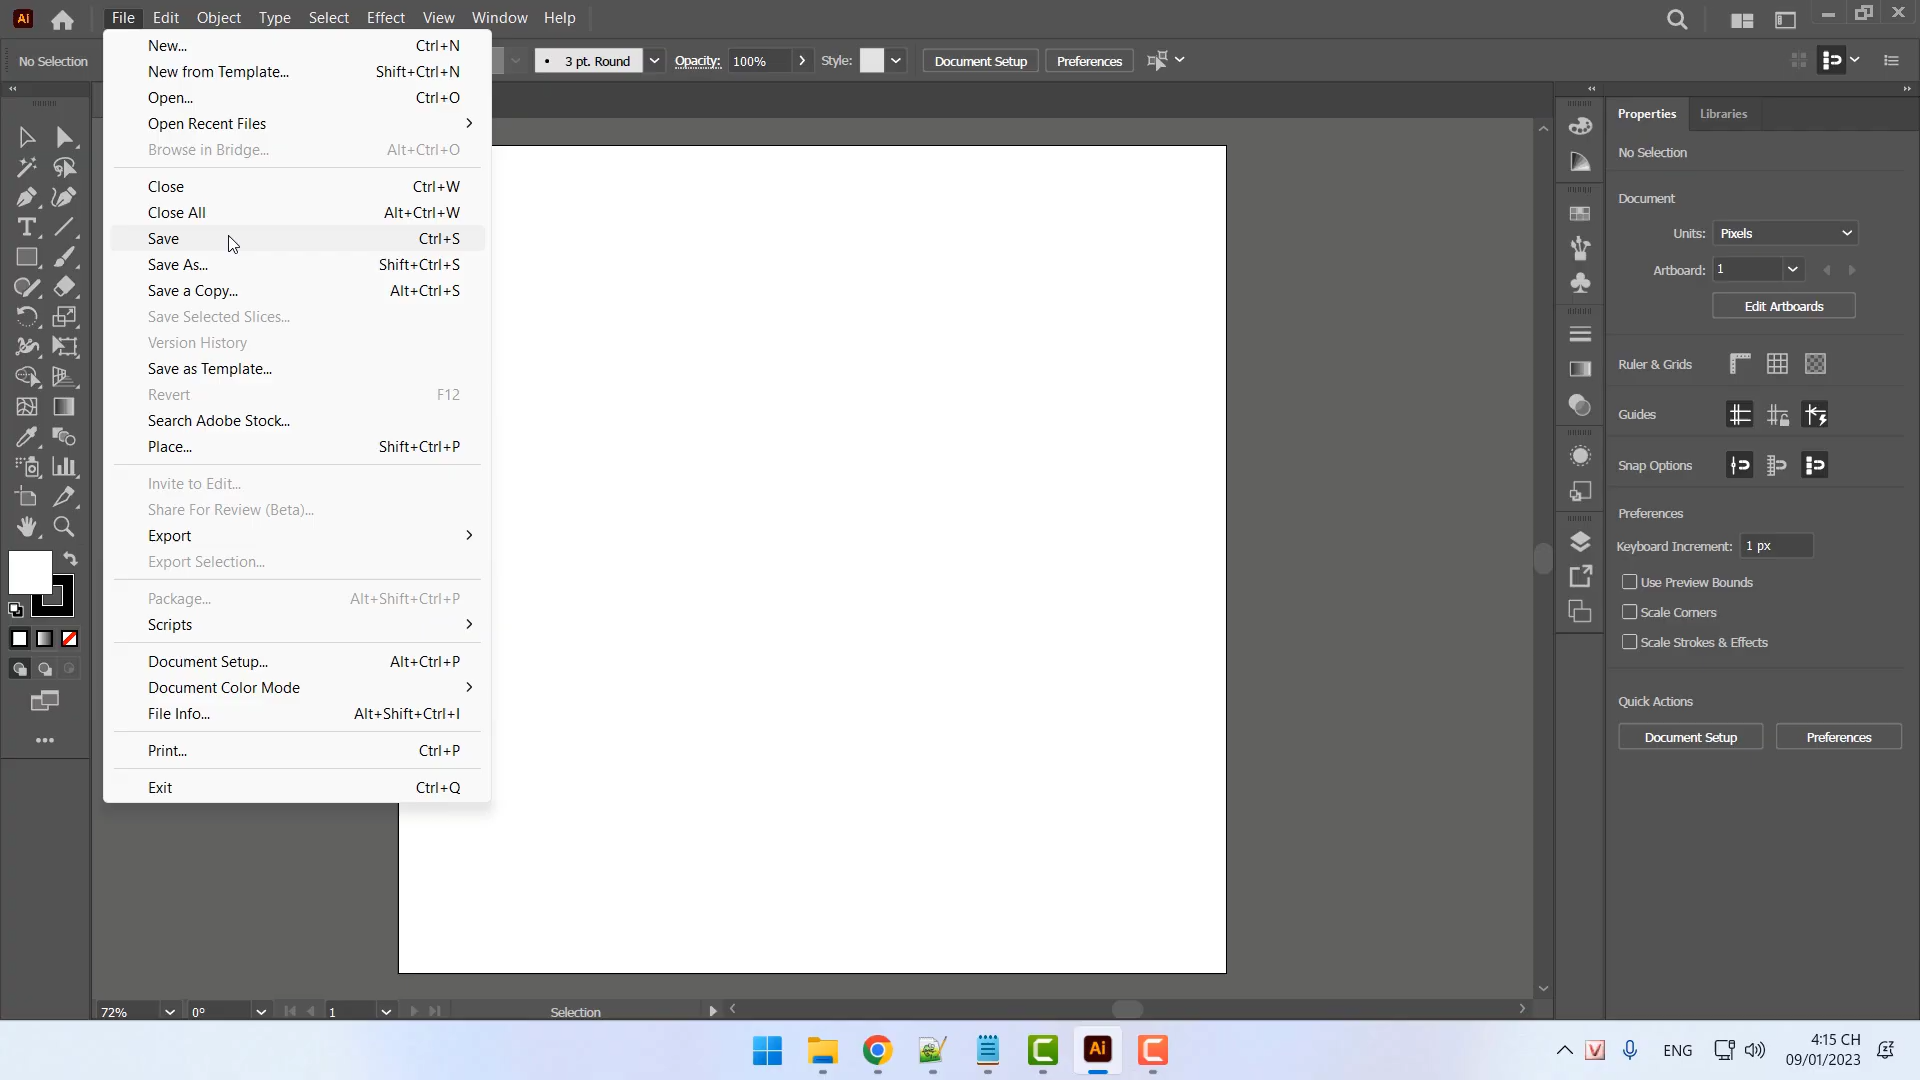 Ai File Edit Object Type Select Effect View Window Help
No Selection 3 pt. Round Opacity: 100% Style: Document Setup Preferences
New... Ctrl+N
New from Template... Shift+Ctrl+N
Open... Ctrl+O
Open Recent Files
Browse in Bridge... Alt+Ctrl+O
Close Ctrl+W
Close All Alt+Ctrl+W
Save Ctrl+S
Save As... Shift+Ctrl+S
Save a Copy... Alt+Ctrl+S
Save Selected Slices...
Version History
Save as Template...
Revert F12
Search Adobe Stock...
Place... Shift+Ctrl+P
Invite to Edit...
Share For Review (Beta)...
Export
Export Selection...
Package... Alt+Shift+Ctrl+P
Scripts
Document Setup... Alt+Ctrl+P
Document Color Mode
File Info... Alt+Shift+Ctrl+I
Print... Ctrl+P
Exit Ctrl+Q
Properties Libraries
No Selection
Document
Units: Pixels
Artboard: 1
Edit Artboards
Ruler & Grids
Guides
Snap Options
Preferences
Keyboard Increment: 1 px
Use Preview Bounds
Scale Corners
Scale Strokes & Effects
Quick Actions
Document Setup Preferences
72% 0° 1 Selection
Ai
ENG
4:15 CH
09/01/2023